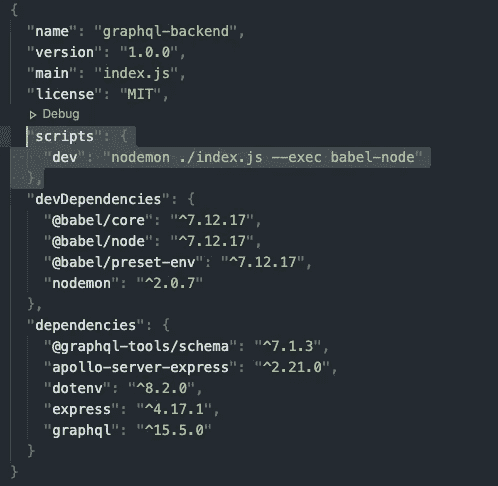 {
"name": "graphql-backend",
"version": "1.0.0",
"main": "index.js",
"license": "MIT",
Debug
"scripts": {
"dev": "nodemon ./index.js --exec babel-node"
},
"devDependencies": {
"@babel/core": "^7.12.17",
"@babel/node": "^7.12.17",
"@babel/preset-env": "^7.12.17",
"nodemon": "^2.0.7"
},
"dependencies": {
"@graphql-tools/schema": "^7.1.3",
"apollo-server-express": "^2.21.0",
"dotenv": "^8.2.0",
"express": "^4.17.1",
"graphql": "^15.5.0"
}
}